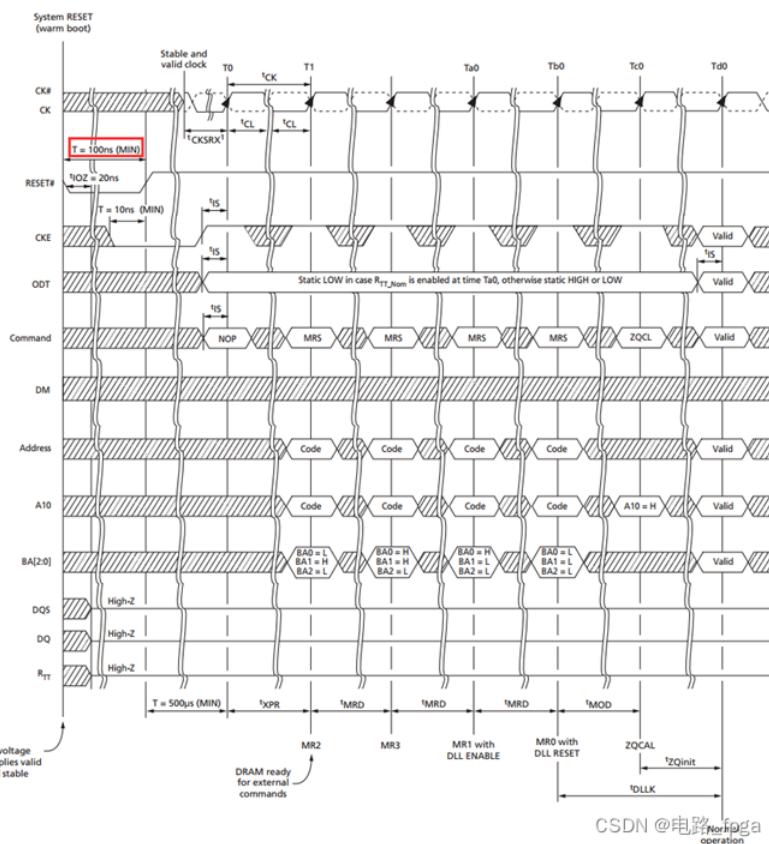 System RESET
(warm boot)
Stable and
valid clock
T0
T1
Ta0
Tb0
Tc0
Td0
tCK
CK#
CK
tCKSRX1
tCL
tCL
T = 100ns (MIN)
tIOZ = 20ns
RESET#
T = 10ns (MIN)
tIS
CKE
Valid
tIS
tIS
ODT
Static LOW in case RTT_Nom is enabled at time Ta0, otherwise static HIGH or LOW
Valid
tIS
Command
NOP
MRS
MRS
MRS
MRS
ZQCL
Valid
DM
Address
Code
Code
Code
Code
Valid
A10
Code
Code
Code
Code
A10 = H
Valid
BA[2:0]
BA0 = L
BA1 = H
BA2 = L
BA0 = H
BA1 = H
BA2 = L
BA0 = H
BA1 = L
BA2 = L
BA0 = L
BA1 = L
BA2 = L
Valid
DQS
High-Z
DQ
High-Z
RTT
High-Z
T = 500μs (MIN)
tXPR
tMRD
tMRD
tMRD
tMOD
MR2
MR3
MR1 with
DLL ENABLE
MR0 with
DLL RESET
ZQCAL
tZQinit
tDLLK
DRAM ready
for external
commands
voltage
plies valid
stable
Normal
operation
CSDN @电路_fpga